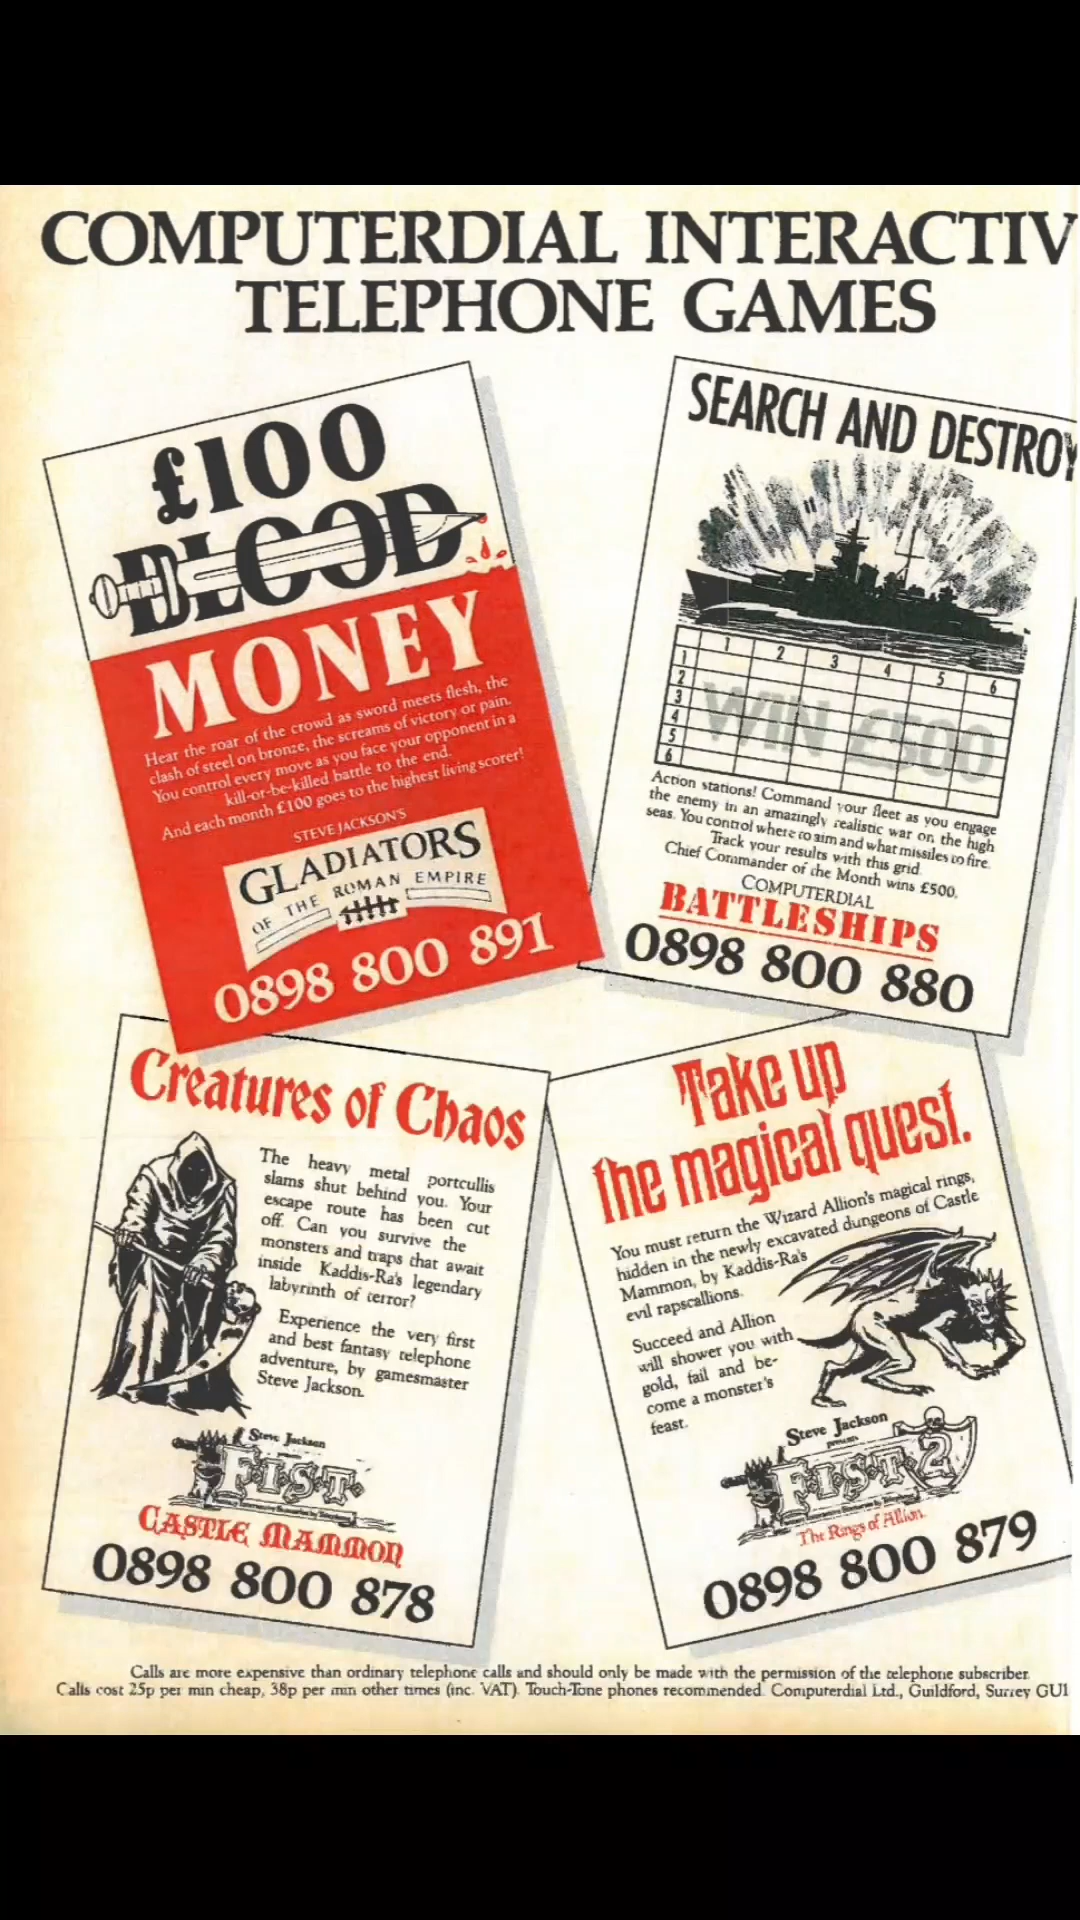 COMPUTERDIAL INTERACTIV
TELEPHONE GAMES
£100
BLOOD
MONEY
Hear the roar of the crowd as sword meets flesh, the
clash of steel on bronze, the screams of victory or pain.
You control every move as you face your opponent in a
kill-or-be-killed battle to the end.
And each month £100 goes to the highest living scorer!
STEVE JACKSON'S
GLADIATORS
OF THE ROMAN EMPIRE
0898 800 891
SEARCH AND DESTROY
1 2 3 4 5 6
1
2
3
4
5
6
WIN £500
Action stations! Command your fleet as you engage
the enemy in an amazingly realistic war on the high
seas. You control where to aim and what missiles to fire.
Track your results with this grid.
Chief Commander of the Month wins £500.
COMPUTERDIAL
BATTLESHIPS
0898 800 880
Creatures of Chaos
The heavy metal portcullis
slams shut behind you. Your
escape route has been cut
off. Can you survive the
monsters and traps that await
inside Kaddis-Ra's legendary
labyrinth of terror?
Experience the very first
and best fantasy telephone
adventure, by gamesmaster
Steve Jackson.
Steve Jackson
presents
F.I.S.T.
CASTLE MAMMON
0898 800 878
Take up
the magical quest.
You must return the Wizard Allion's magical rings,
hidden in the newly excavated dungeons of Castle
Mammon, by Kaddis-Ra's
evil rapscallions.
Succeed and Allion
will shower you with
gold, fail and be-
come a monster's
feast.
Steve Jackson
presents
F.I.S.T. 2
The Rings of Allion
0898 800 879
Calls are more expensive than ordinary telephone calls and should only be made with the permission of the telephone subscriber.
Calls cost 25p per min cheap, 38p per min other times (inc. VAT). Touch-Tone phones recommended. Computerdial Ltd., Guildford, Surrey GU1